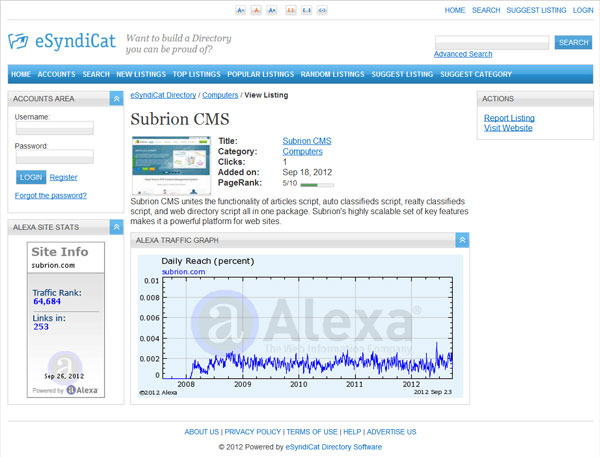 HOME SEARCH SUGGEST LISTING LOGIN
eSyndiCat
Want to build a Directory
you can be proud of?
SEARCH
Advanced Search
HOME ACCOUNTS SEARCH NEW LISTINGS TOP LISTINGS POPULAR LISTINGS RANDOM LISTINGS SUGGEST LISTING SUGGEST CATEGORY
ACCOUNTS AREA
Username:
Password:
LOGIN Register
Forgot the password?
ALEXA SITE STATS
Site Info
subrion.com
Traffic Rank:
64,684
Links in:
253
Sep 26, 2012
Powered by Alexa
eSyndiCat Directory / Computers / View Listing
Subrion CMS
Title: Subrion CMS
Category: Computers
Clicks: 1
Added on: Sep 18, 2012
PageRank: 5/10
Subrion CMS unites the functionality of articles script, auto classifieds script, realty classifieds
script, and web directory script all in one package. Subrion's highly scalable set of key features
makes it a powerful platform for web sites.
ALEXA TRAFFIC GRAPH
Daily Reach (percent)
subrion.com
0.01
0.008
0.006
0.004
0.002
0
Alexa®
The Web Information Company
2008 2009 2010 2011 2012
©2012 Alexa 2012 Sep 23
ACTIONS
Report Listing
Visit Website
ABOUT US | PRIVACY POLICY | TERMS OF USE | HELP | ADVERTISE US
© 2012 Powered by eSyndiCat Directory Software